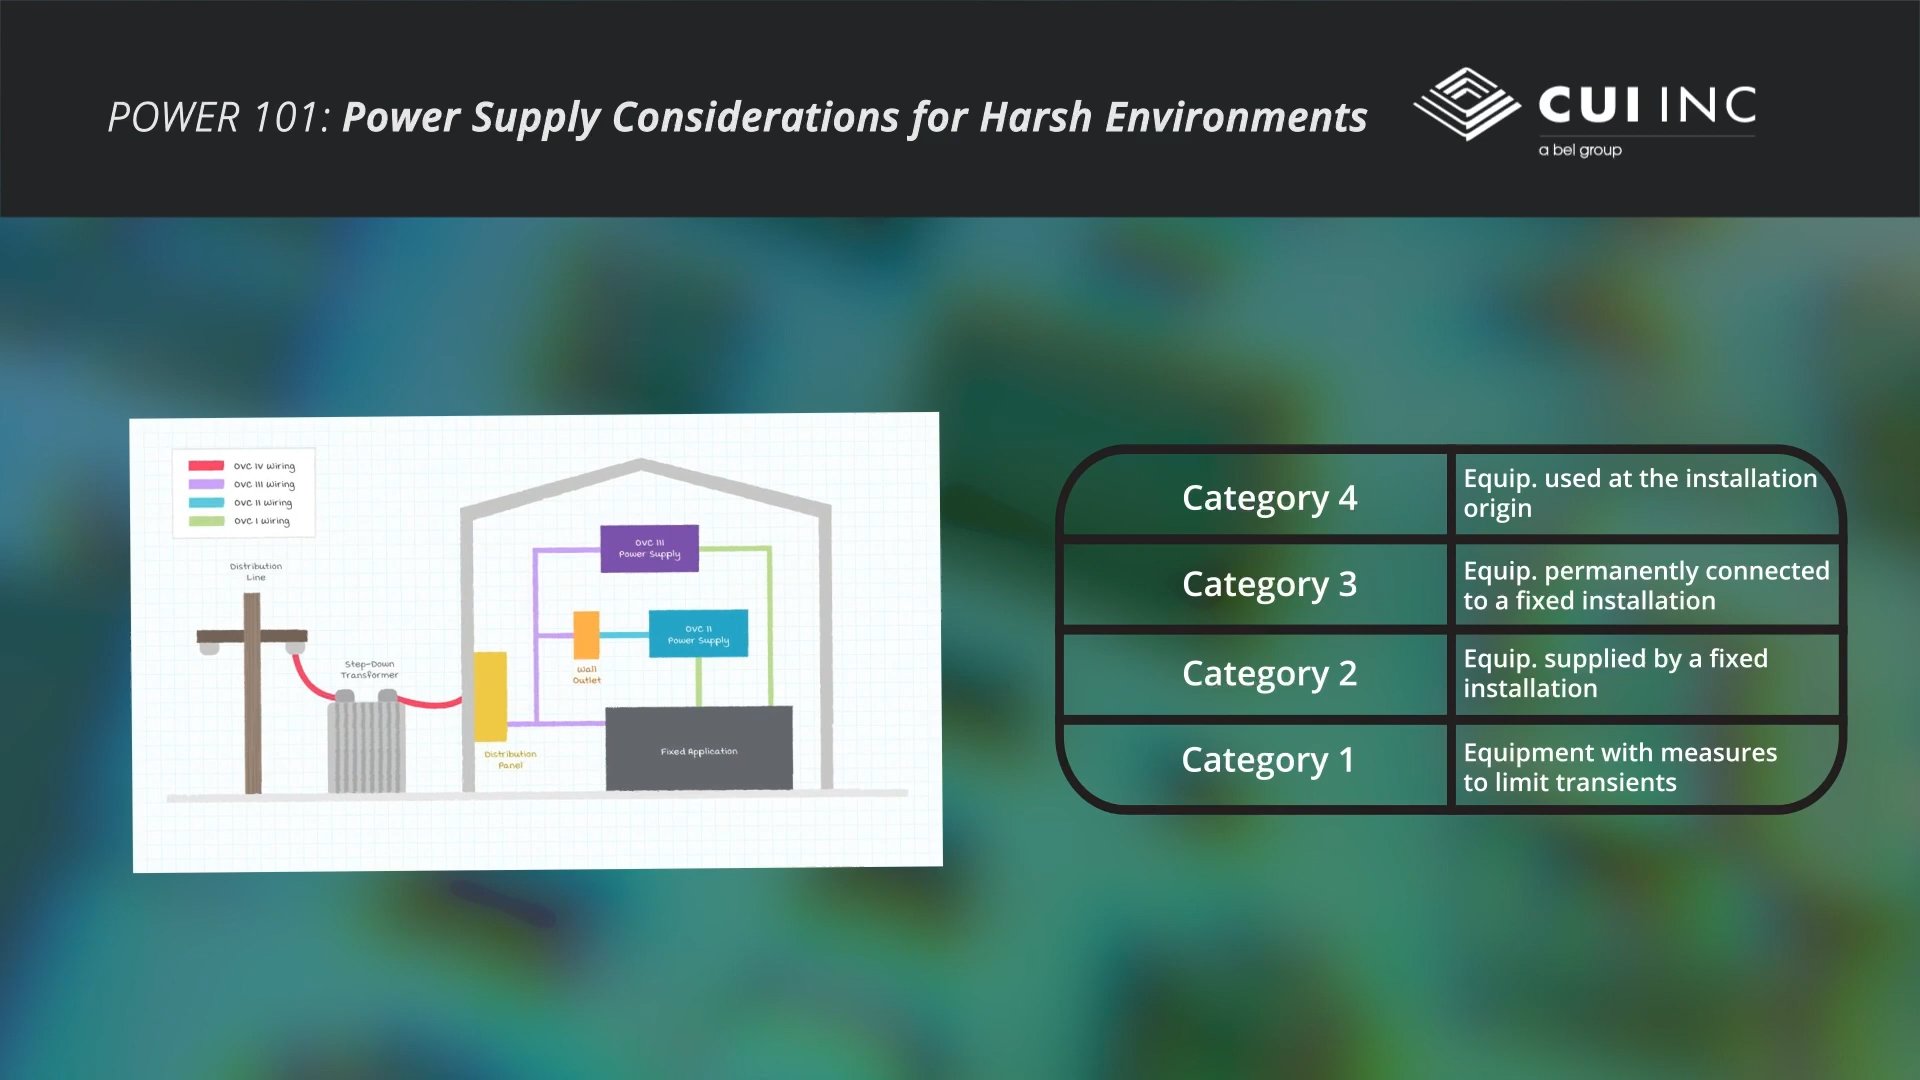 POWER 101: Power Supply Considerations for Harsh Environments
CUI INC
a bel group
OVC IV Wiring
OVC III Wiring
OVC II Wiring
OVC I Wiring
Distribution
Line
Step-Down
Transformer
Distribution
Panel
OVC III
Power Supply
Wall
Outlet
OVC II
Power Supply
Fixed Application
Category 4
Equip. used at the installation
origin
Category 3
Equip. permanently connected
to a fixed installation
Category 2
Equip. supplied by a fixed
installation
Category 1
Equipment with measures
to limit transients